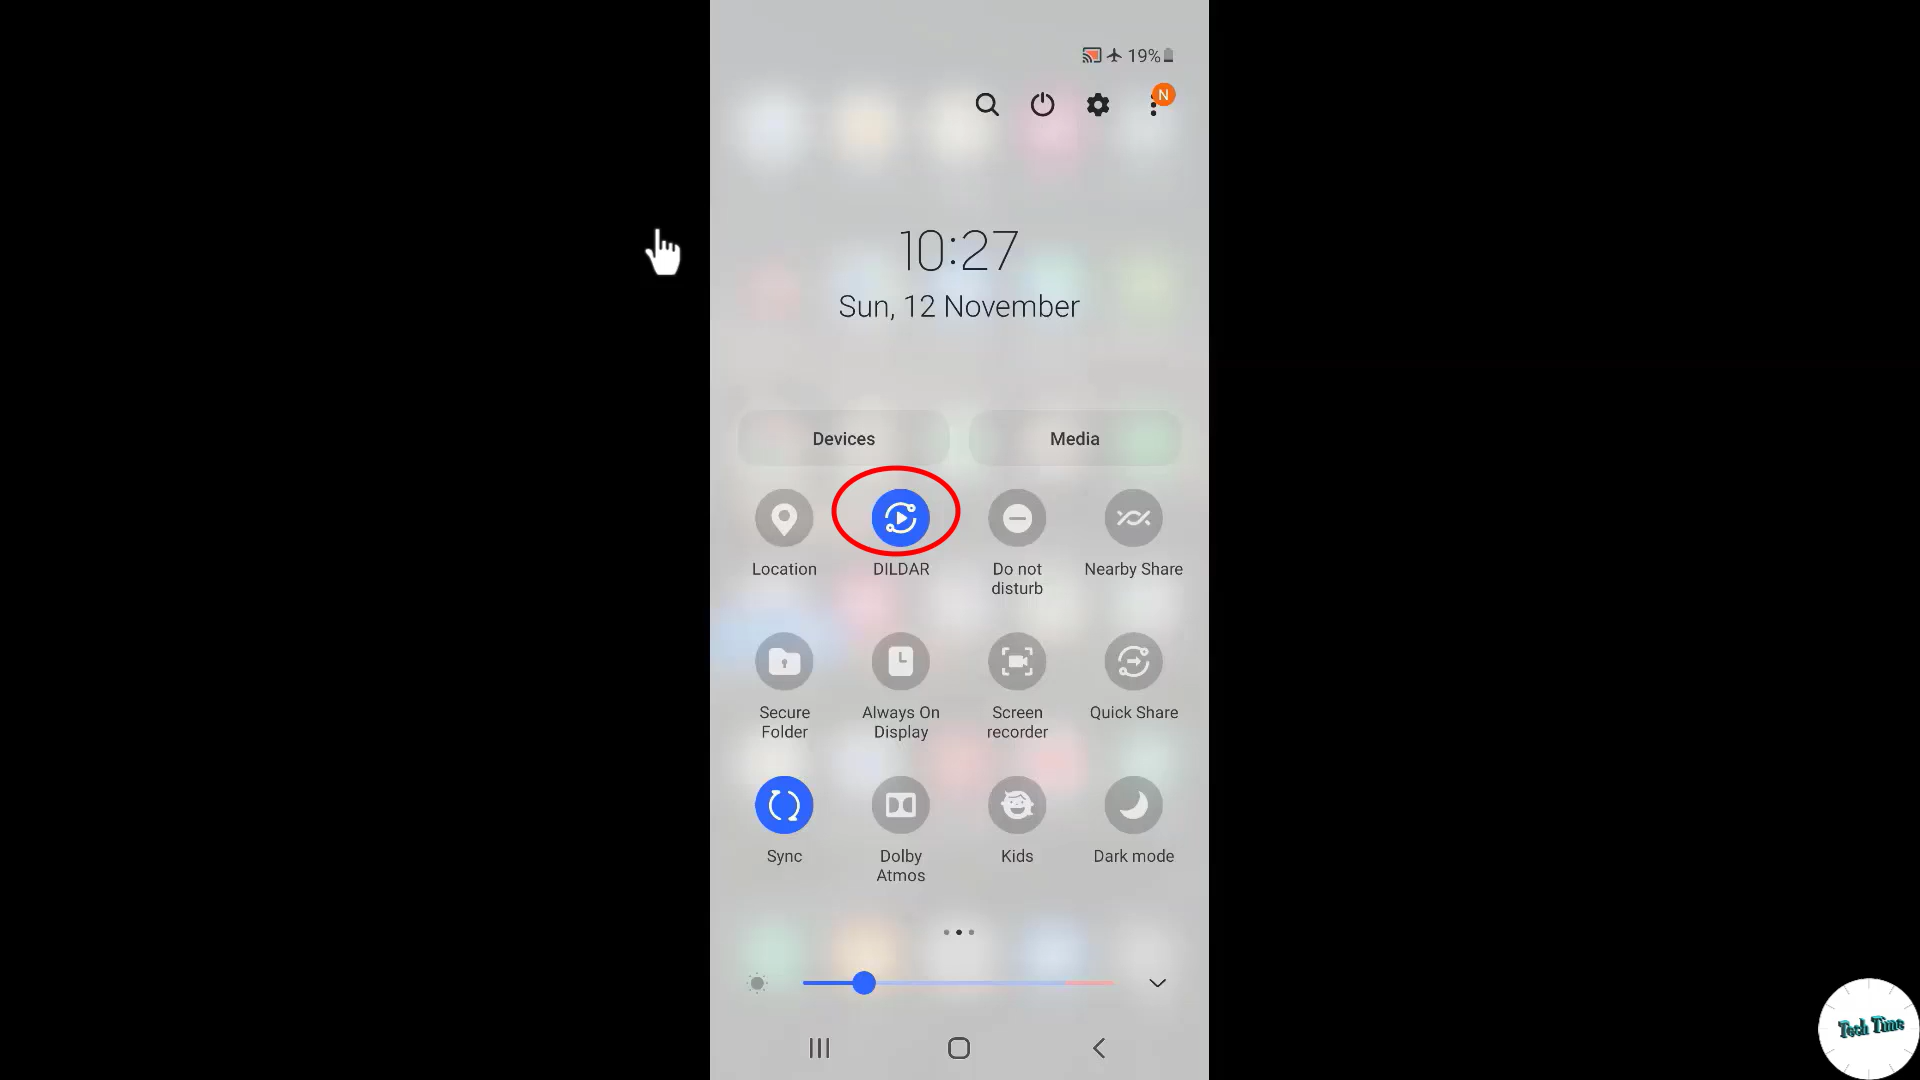 19%
N
10:27
Sun, 12 November
Devices
Media
Location
DILDAR
Do not
disturb
Nearby Share
Secure
Folder
Always On
Display
Screen
recorder
Quick Share
Sync
Dolby
Atmos
Kids
Dark mode
Tech Time